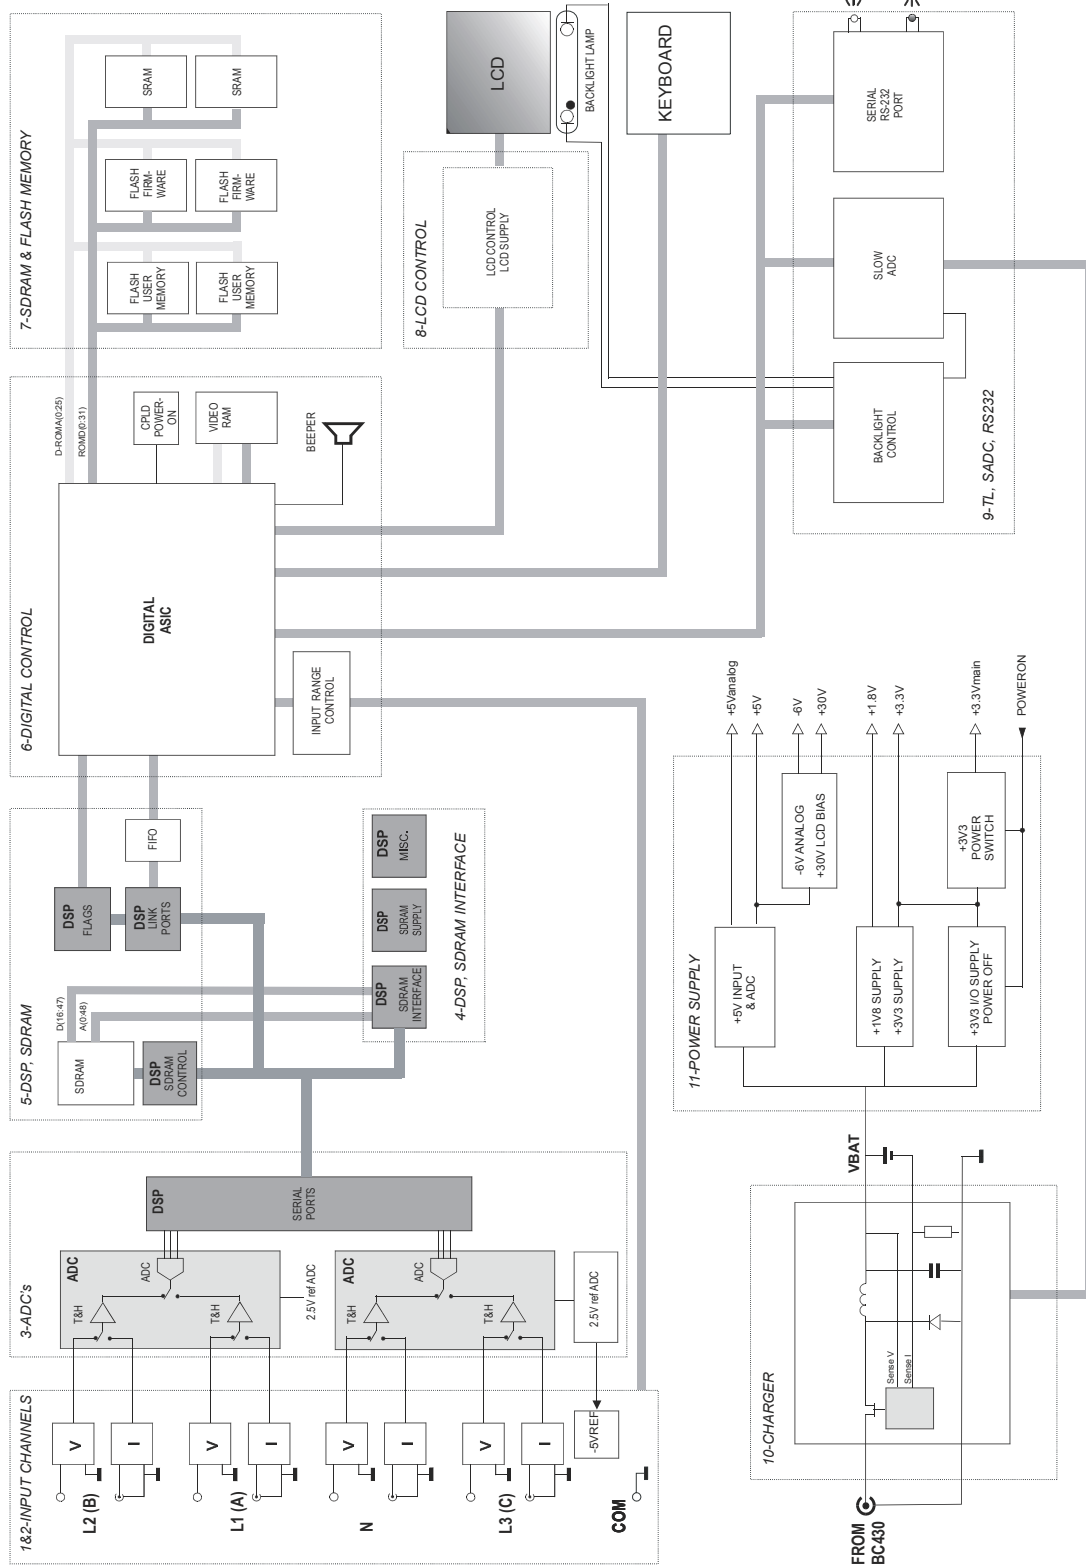 1&2-INPUT CHANNELS
L2 (B)
V
I
L1 (A)
V
I
N
V
I
L3 (C)
V
I
COM
-5VREF
3-ADC's
ADC
T&H
T&H
ADC
2.5V ref ADC
ADC
T&H
T&H
ADC
2.5V ref ADC
DSP
SERIAL
PORTS
5-DSP, SDRAM
SDRAM
D(16:47)
A(0:48)
DSP
SDRAM
CONTROL
DSP
FLAGS
DSP
LINK
PORTS
FIFO
4-DSP, SDRAM INTERFACE
DSP
SDRAM
INTERFACE
DSP
SDRAM
SUPPLY
DSP
MISC.
6-DIGITAL CONTROL
DIGITAL
ASIC
INPUT RANGE
CONTROL
D-ROMA(0:25)
ROMD(0:31)
CPLD
POWER-
ON
VIDEO
RAM
BEEPER
7-SDRAM & FLASH MEMORY
FLASH
USER
MEMORY
FLASH
USER
MEMORY
FLASH
FIRM-
WARE
FLASH
FIRM-
WARE
SRAM
SRAM
8-LCD CONTROL
LCD CONTROL
LCD SUPPLY
LCD
BACKLIGHT LAMP
KEYBOARD
9-TL, SADC, RS232
BACKLIGHT
CONTROL
SLOW
ADC
SERIAL
RS-232
PORT
10-CHARGER
FROM
BC430
Sense V
Sense I
VBAT
11-POWER SUPPLY
+5V INPUT
& ADC
+1V8 SUPPLY
+3V3 SUPPLY
+3V3 I/O SUPPLY
POWER OFF
-6V ANALOG
+30V LCD BIAS
+3V3
POWER
SWITCH
+5Vanalog
+5V
-6V
+30V
+1.8V
+3.3V
+3.3Vmain
POWERON